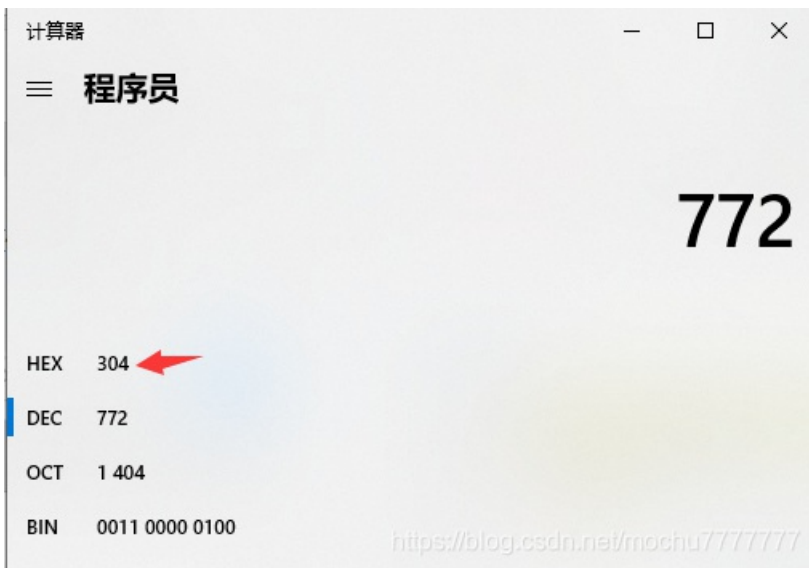 计算器
程序员
772
HEX 304
DEC 772
OCT 1 404
BIN 0011 0000 0100
https://blog.csdn.net/mochu7777777